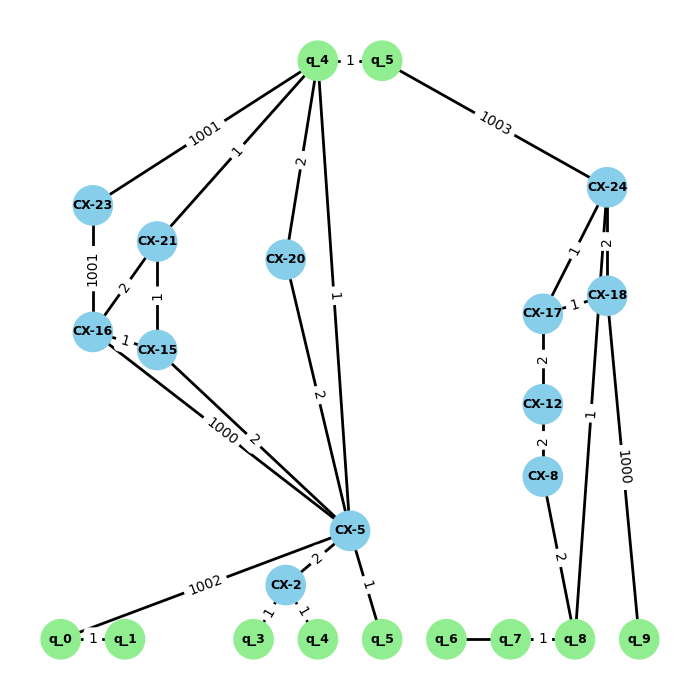 q_4 1 q_5
1001 1 2 1003
CX-23 CX-24
CX-21 CX-20 1 2
1001 2 1 1 CX-18
CX-16 1 CX-15 CX-17 1
2 2 CX-12
1000 2 1 2 1000
CX-8
CX-5 2
1002 2 1
CX-2
1 1
q_0 1 q_1 q_3 q_4 q_5 q_6 q_7 1 q_8 q_9